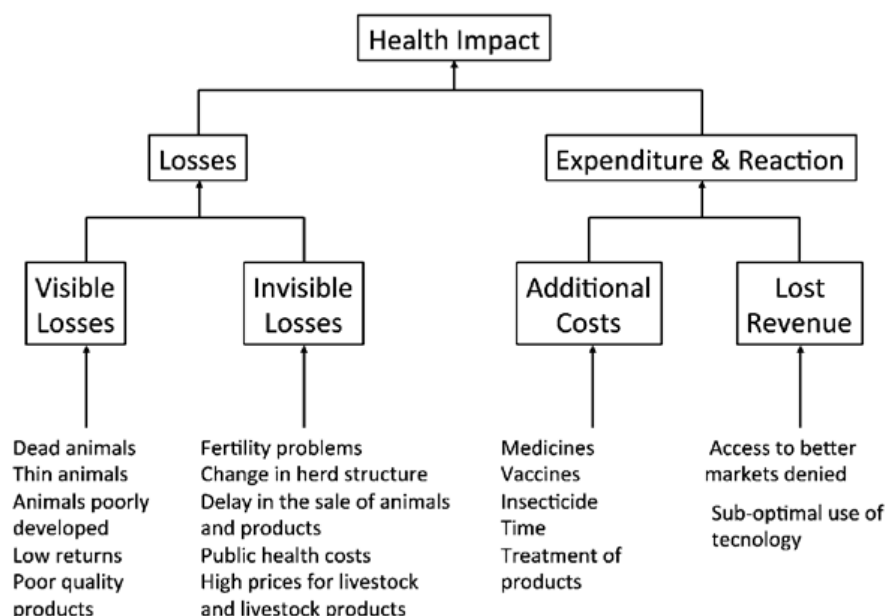 Health Impact
Losses
Expenditure & Reaction
Visible
Losses
Invisible
Losses
Additional
Costs
Lost
Revenue
Dead animals
Thin animals
Animals poorly
developed
Low returns
Poor quality
products
Fertility problems
Change in herd structure
Delay in the sale of animals
and products
Public health costs
High prices for livestock
and livestock products
Medicines
Vaccines
Insecticide
Time
Treatment of
products
Access to better
markets denied
Sub-optimal use of
tecnology